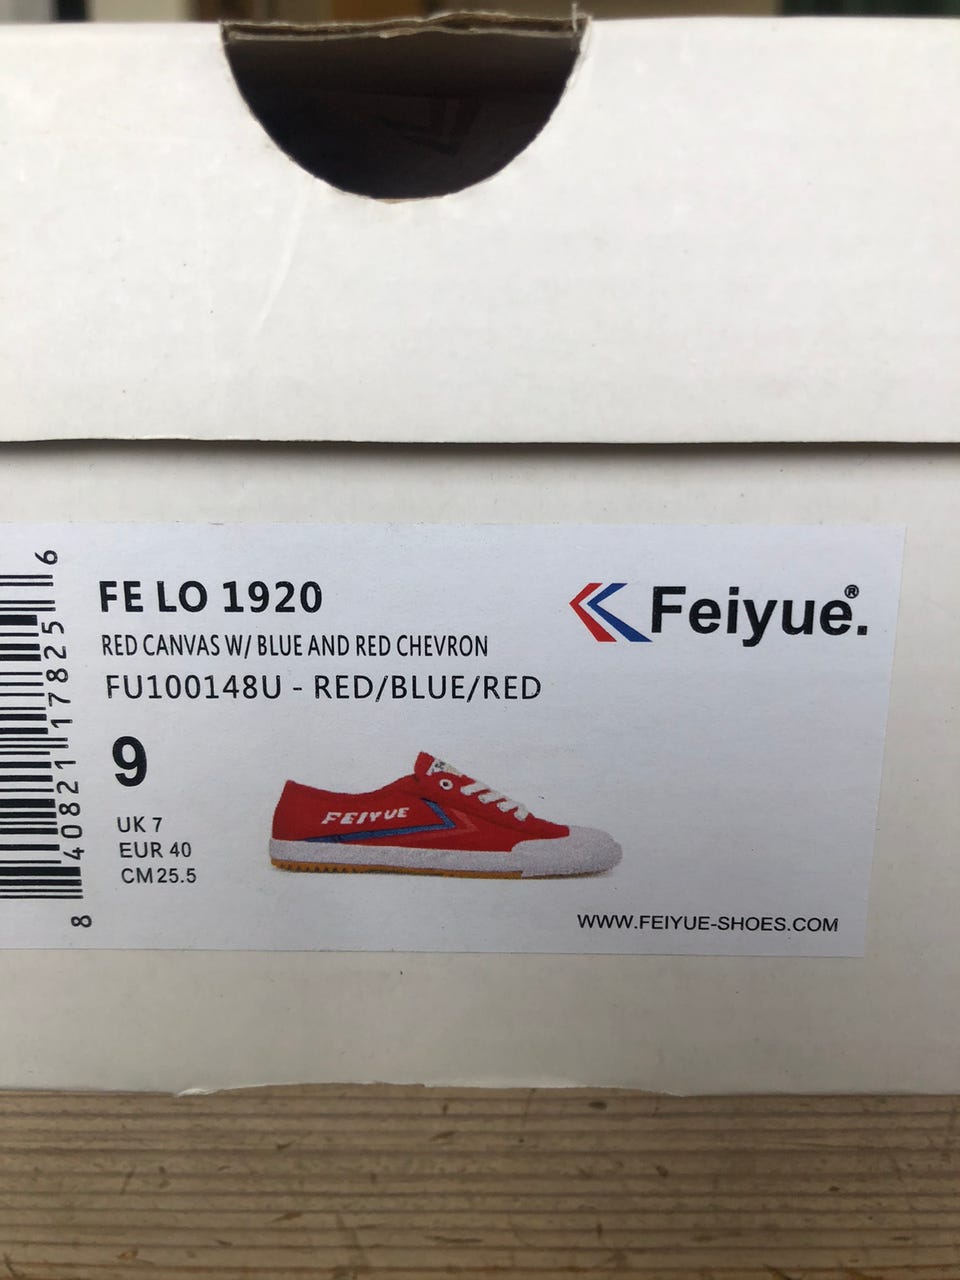 FE LO 1920
RED CANVAS W/ BLUE AND RED CHEVRON
FU100148U - RED/BLUE/RED
Feiyue®.
9
UK 7
EUR 40
CM 25.5
FEIYUE
WWW.FEIYUE-SHOES.COM
8 40821 17825 6